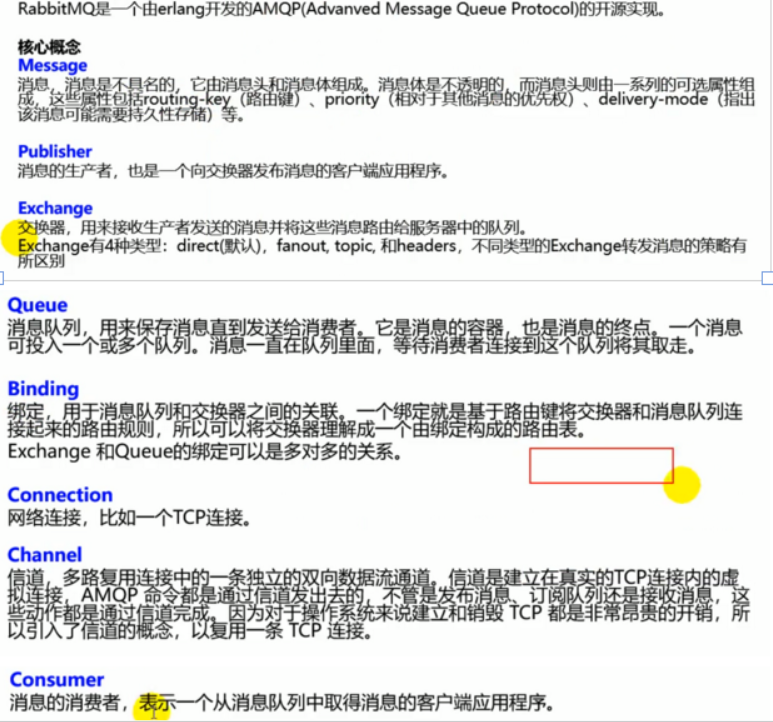 RabbitMQ是一个由erlang开发的AMQP(Advanved Message Queue Protocol)的开源实现。
核心概念
Message
消息，消息是不具名的，它由消息头和消息体组成。消息体是不透明的，而消息头则由一系列的可选属性组
成，这些属性包括routing-key（路由键）、priority（相对于其他消息的优先权）、delivery-mode（指出
该消息可能需要持久性存储）等。
Publisher
消息的生产者，也是一个向交换器发布消息的客户端应用程序。
Exchange
交换器，用来接收生产者发送的消息并将这些消息路由给服务器中的队列。
Exchange有4种类型：direct(默认)，fanout, topic, 和headers，不同类型的Exchange转发消息的策略有
所区别
Queue
消息队列，用来保存消息直到发送给消费者。它是消息的容器，也是消息的终点。一个消息
可投入一个或多个队列。消息一直在队列里面，等待消费者连接到这个队列将其取走。
Binding
绑定，用于消息队列和交换器之间的关联。一个绑定就是基于路由键将交换器和消息队列连
接起来的路由规则，所以可以将交换器理解成一个由绑定构成的路由表。
Exchange 和Queue的绑定可以是多对多的关系。
Connection
网络连接，比如一个TCP连接。
Channel
信道，多路复用连接中的一条独立的双向数据流通道。信道是建立在真实的TCP连接内的虚
拟连接，AMQP 命令都是通过信道发出去的，不管是发布消息、订阅队列还是接收消息，这
些动作都是通过信道完成。因为对于操作系统来说建立和销毁 TCP 都是非常昂贵的开销，所
以引入了信道的概念，以复用一条 TCP 连接。
Consumer
消息的消费者，表示一个从消息队列中取得消息的客户端应用程序。